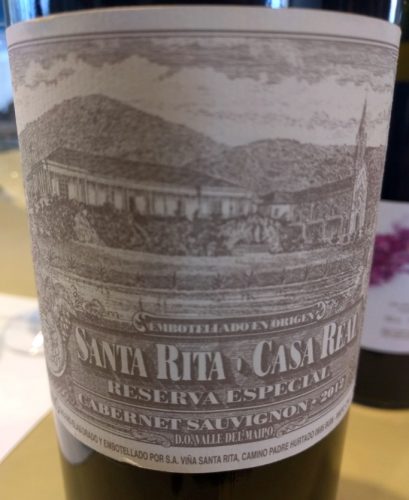 EMBOTELLADO EN ORIGEN
SANTA RITA CASA REAL
RESERVA ESPECIAL
CABERNET SAUVIGNON · 2012
D.O. VALLE DEL MAIPO
Y EMBOTELLADO POR S.A. VIÑA SANTA RITA, CAMINO PADRE HURTADO